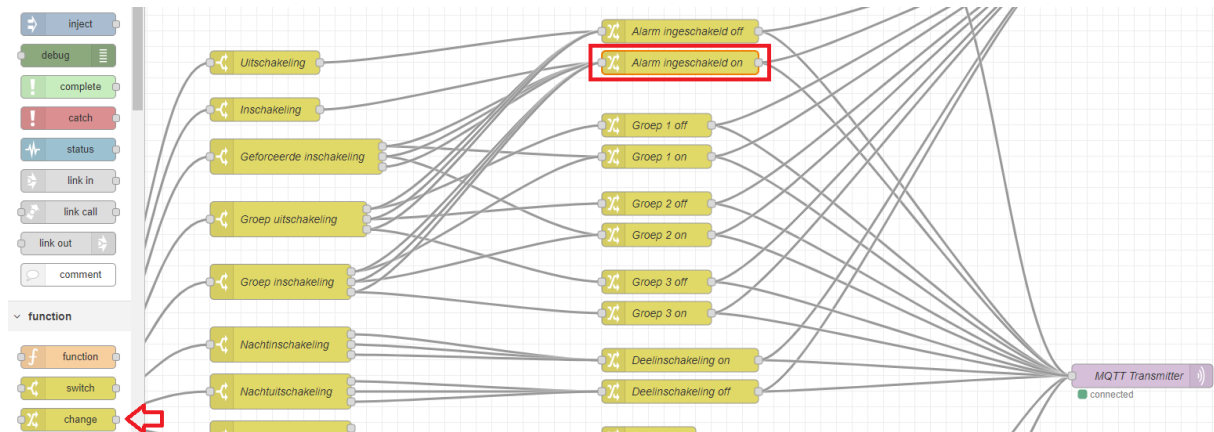 inject
debug
complete
catch
status
link in
link call
link out
comment
function
function
switch
change
Uitschakeling
Inschakeling
Geforceerde inschakeling
Groep uitschakeling
Groep inschakeling
Nachtinschakeling
Nachtuitschakeling
Alarm ingeschakeld off
Alarm ingeschakeld on
Groep 1 off
Groep 1 on
Groep 2 off
Groep 2 on
Groep 3 off
Groep 3 on
Deelinschakeling on
Deelinschakeling off
MQTT Transmitter
connected